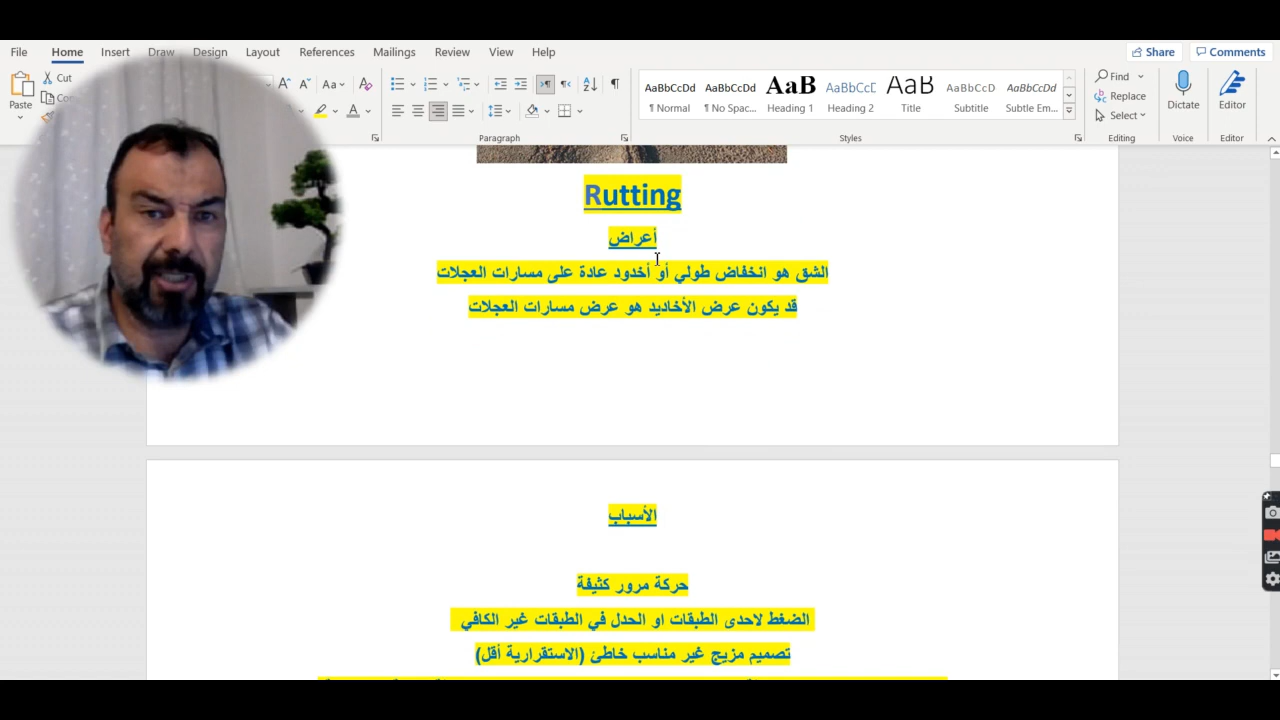 File Home Insert Draw Design Layout References Mailings Review View Help Share Comments
Cut
Paste
Aa
Find
Replace
Select
Dictate
Editor
AaBbCcDd AaBbCcDd AaB AaBbCcD AaB AaBbCcD AaBbCcDd
¶ Normal ¶ No Spac... Heading 1 Heading 2 Title Subtitle Subtle Em...
Paragraph Styles Editing Voice Editor
Rutting
أعراض
الشق هو انخفاض طولي أو أخدود عادة على مسارات العجلات
قد يكون عرض الأخاديد هو عرض مسارات العجلات
الأسباب
حركة مرور كثيفة
الضغط لاحدى الطبقات او الحدل في الطبقات غير الكافي
تصميم مزيج غير مناسب خاطئ (الاستقرارية أقل)